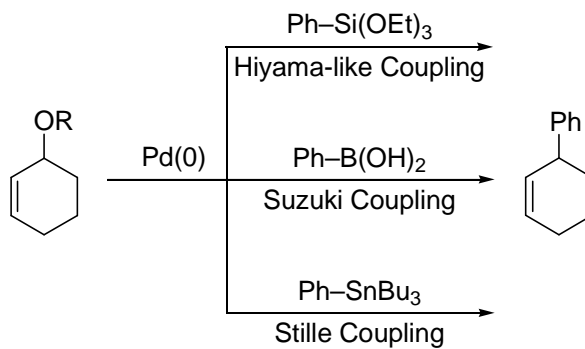 Ph–Si(OEt)3
Hiyama-like Coupling
OR
Pd(0)
Ph–B(OH)2
Suzuki Coupling
Ph
Ph–SnBu3
Stille Coupling